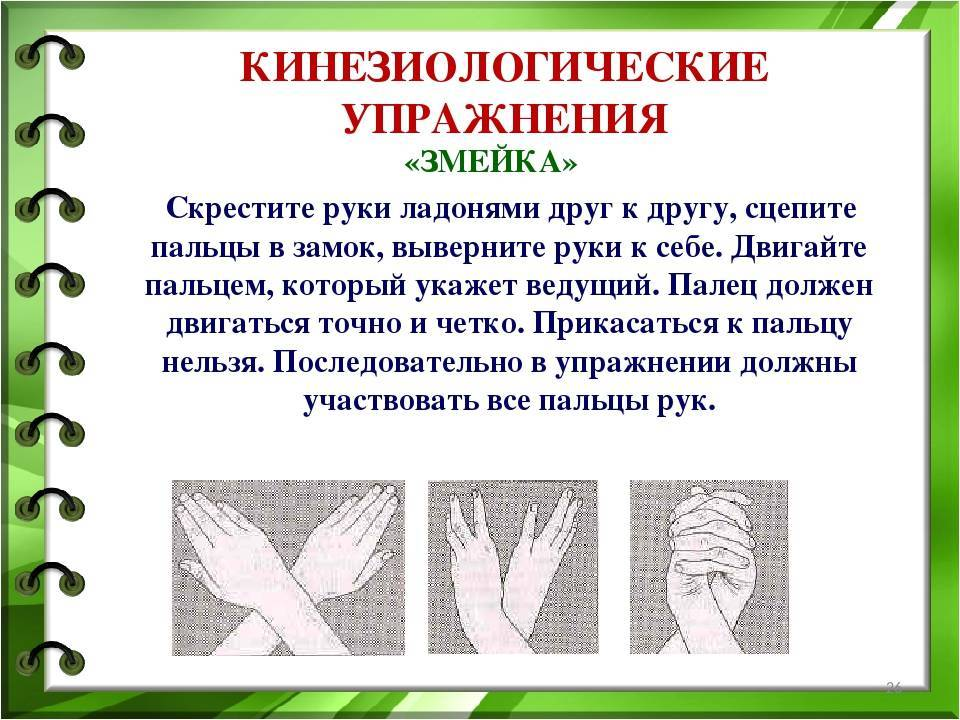 КИНЕЗИОЛОГИЧЕСКИЕ
УПРАЖНЕНИЯ
«ЗМЕЙКА»
Скрестите руки ладонями друг к другу, сцепите
пальцы в замок, выверните руки к себе. Двигайте
пальцем, который укажет ведущий. Палец должен
двигаться точно и четко. Прикасаться к пальцу
нельзя. Последовательно в упражнении должны
участвовать все пальцы рук.
26